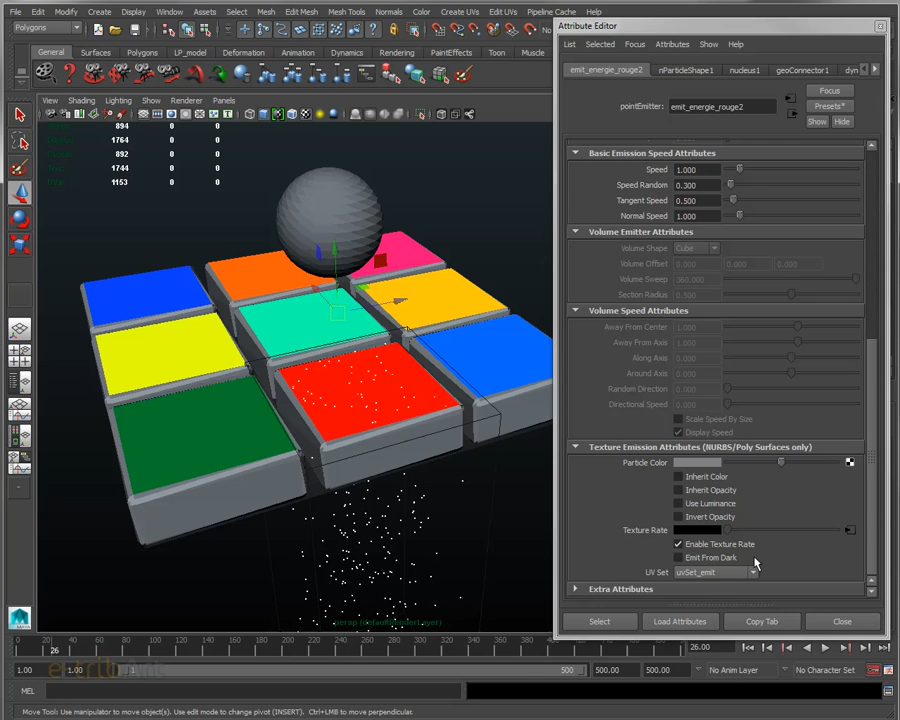 File Edit Modify Create Display Window Assets Select Mesh Edit Mesh Mesh Tools Normals Color Create UVs Edit UVs Pipeline Cache
Polygons
General Surfaces Polygons LP_model Deformation Animation Dynamics Rendering PaintEffects Toon Muscle
View Shading Lighting Show Renderer Panels
894 0 0
1764 0 0
892 0 0
1744 0 0
1153 0 0
persp (defaultRenderLayer)
Attribute Editor
List Selected Focus Attributes Show Help
emit_energie_rouge2 nParticleShape1 nucleus1 geoConnector1 dyn
Focus
pointEmitter: emit_energie_rouge2
Presets*
Show Hide
Basic Emission Speed Attributes
Speed 1.000
Speed Random 0.300
Tangent Speed 0.500
Normal Speed 1.000
Volume Emitter Attributes
Volume Shape Cube
Volume Offset 0.000 0.000 0.000
Volume Sweep 360.000
Section Radius 0.500
Volume Speed Attributes
Away From Center 1.000
Away From Axis 1.000
Along Axis 0.000
Around Axis 0.000
Random Direction 0.000
Directional Speed 0.000
Scale Speed By Size
Display Speed
Texture Emission Attributes (NURBS/Poly Surfaces only)
Particle Color
Inherit Color
Inherit Opacity
Use Luminance
Invert Opacity
Texture Rate
Enable Texture Rate
Emit From Dark
UV Set uvSet_emit
Extra Attributes
Select Load Attributes Copy Tab Close
26
26.00
1.00 1.00 1 500 500.00 500.00 No Anim Layer No Character Set
MEL
Move Tool: Use manipulator to move object(s). Use edit mode to change pivot (INSERT). Ctrl+LMB to move perpendicular.